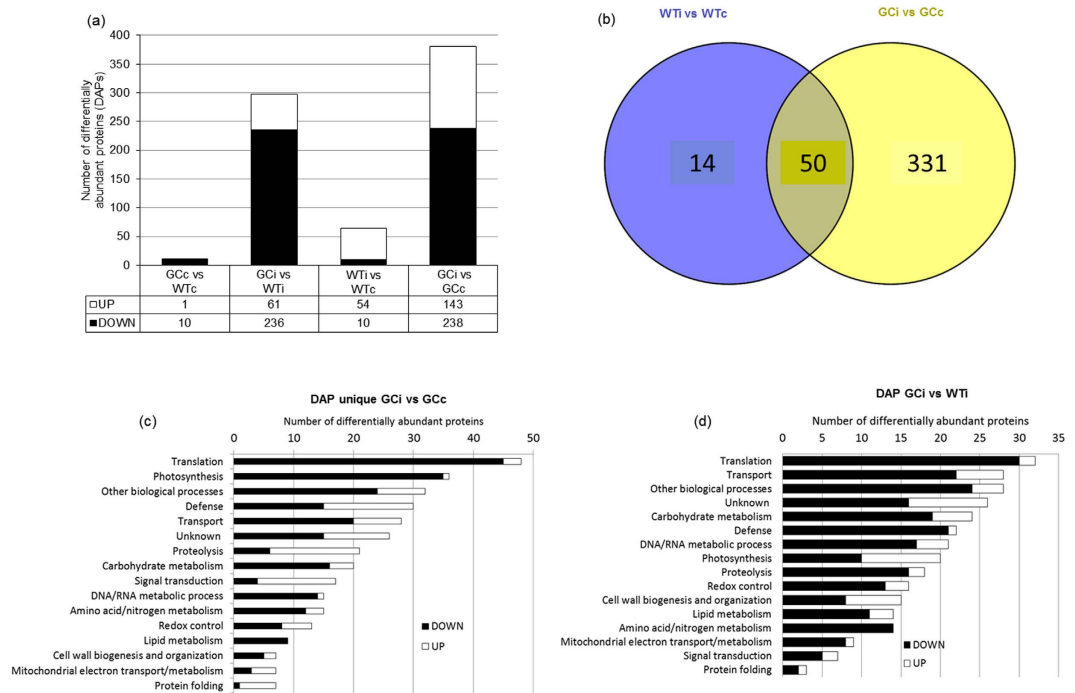 (a)
Number of differentially
abundant proteins (DAPs)
400
350
300
250
200
150
100
50
0
GCc vs WTc
GCi vs WTi
WTi vs WTc
GCi vs GCc
UP 1 61 54 143
DOWN 10 236 10 238
(b)
WTi vs WTc
GCi vs GCc
14
50
331
DAP unique GCi vs GCc
(c)
Number of differentially abundant proteins
0 10 20 30 40 50
Translation
Photosynthesis
Other biological processes
Defense
Transport
Unknown
Proteolysis
Carbohydrate metabolism
Signal transduction
DNA/RNA metabolic process
Amino acid/nitrogen metabolism
Redox control
Lipid metabolism
Cell wall biogenesis and organization
Mitochondrial electron transport/metabolism
Protein folding
DOWN
UP
DAP GCi vs WTi
(d)
Number of differentially abundant proteins
0 5 10 15 20 25 30 35
Translation
Transport
Other biological processes
Unknown
Carbohydrate metabolism
Defense
DNA/RNA metabolic process
Photosynthesis
Proteolysis
Redox control
Cell wall biogenesis and organization
Lipid metabolism
Amino acid/nitrogen metabolism
Mitochondrial electron transport/metabolism
Signal transduction
Protein folding
DOWN
UP